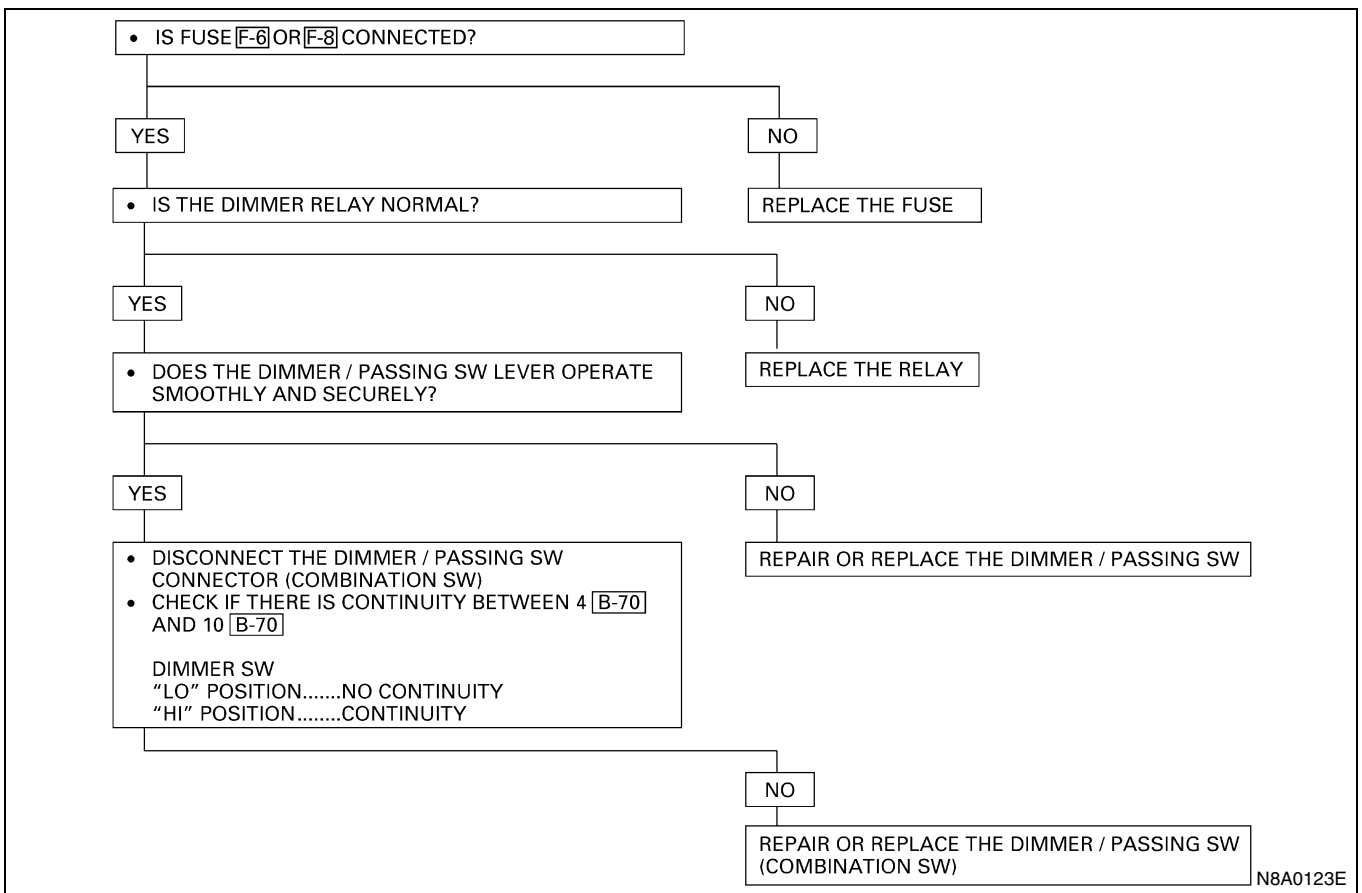 • IS FUSE F-6 OR F-8 CONNECTED?
YES
NO
• IS THE DIMMER RELAY NORMAL?
REPLACE THE FUSE
YES
NO
• DOES THE DIMMER / PASSING SW LEVER OPERATE
SMOOTHLY AND SECURELY?
REPLACE THE RELAY
YES
NO
• DISCONNECT THE DIMMER / PASSING SW
CONNECTOR (COMBINATION SW)
• CHECK IF THERE IS CONTINUITY BETWEEN 4 B-70
AND 10 B-70
DIMMER SW
“LO” POSITION.......NO CONTINUITY
“HI” POSITION........CONTINUITY
REPAIR OR REPLACE THE DIMMER / PASSING SW
NO
REPAIR OR REPLACE THE DIMMER / PASSING SW
(COMBINATION SW)
N8A0123E